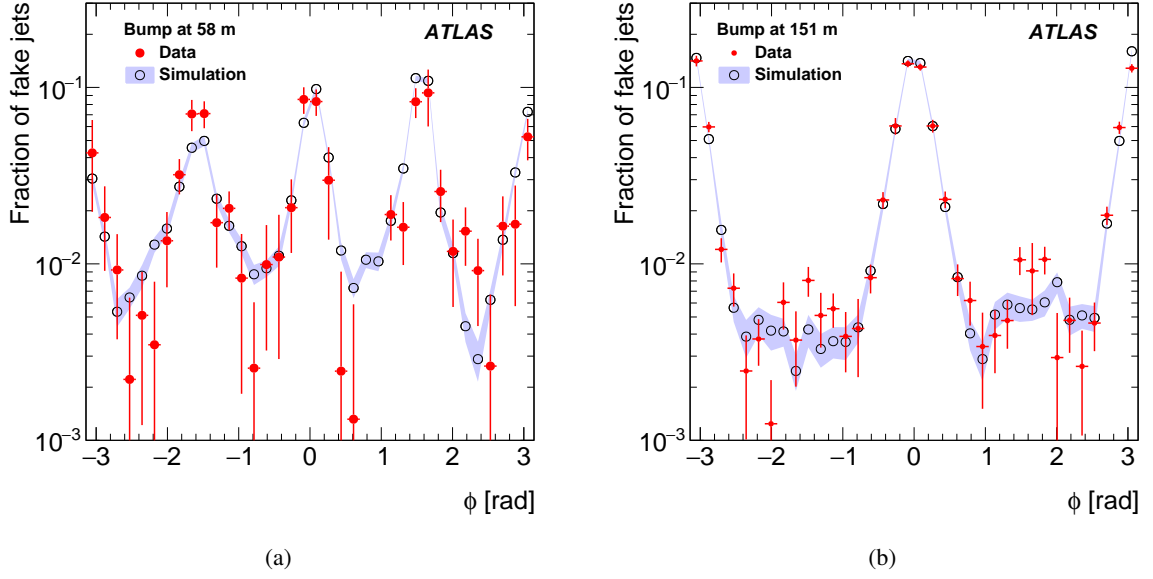 Fraction of fake jets
Bump at 58 m
ATLAS
Data
Simulation
10⁻¹
10⁻²
10⁻³
−3 −2 −1 0 1 2 3
ϕ [rad]
(a)
Fraction of fake jets
Bump at 151 m
ATLAS
Data
Simulation
10⁻¹
10⁻²
10⁻³
−3 −2 −1 0 1 2 3
ϕ [rad]
(b)